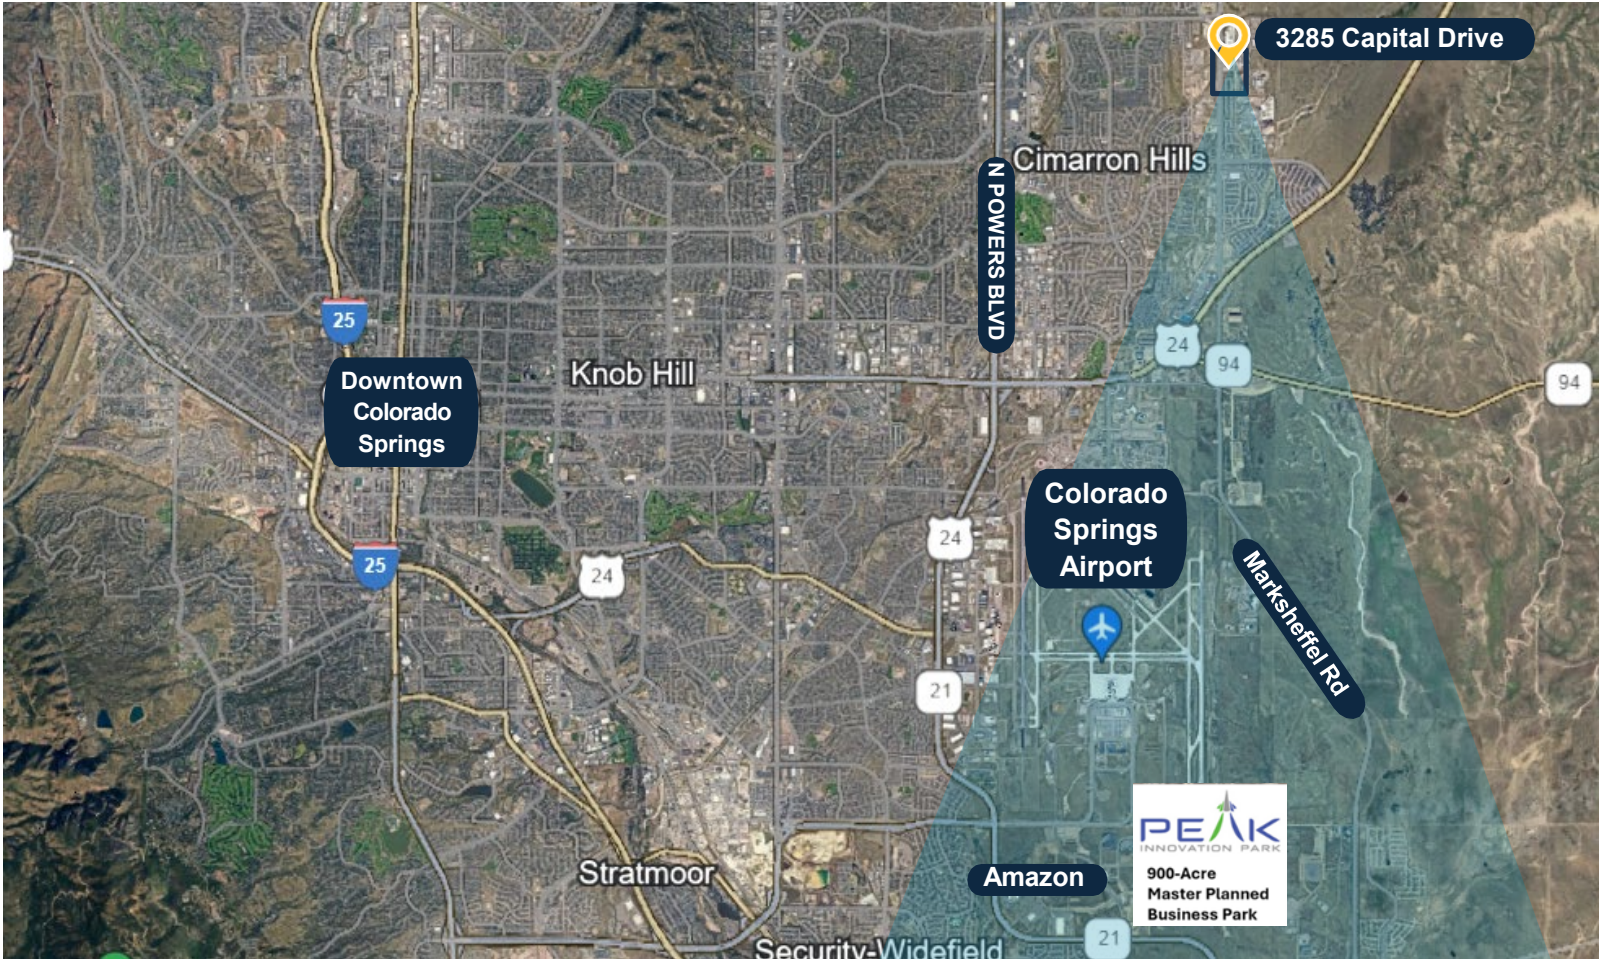 3285 Capital Drive
Cimarron Hills
N POWERS BLVD
25
24
94
94
Knob Hill
Downtown
Colorado
Springs
Colorado
Springs
Airport
24
25
24
Marksheffel Rd
21
PEAK
INNOVATION PARK
900-Acre
Master Planned
Business Park
Stratmoor
Amazon
21
Security-Widefield